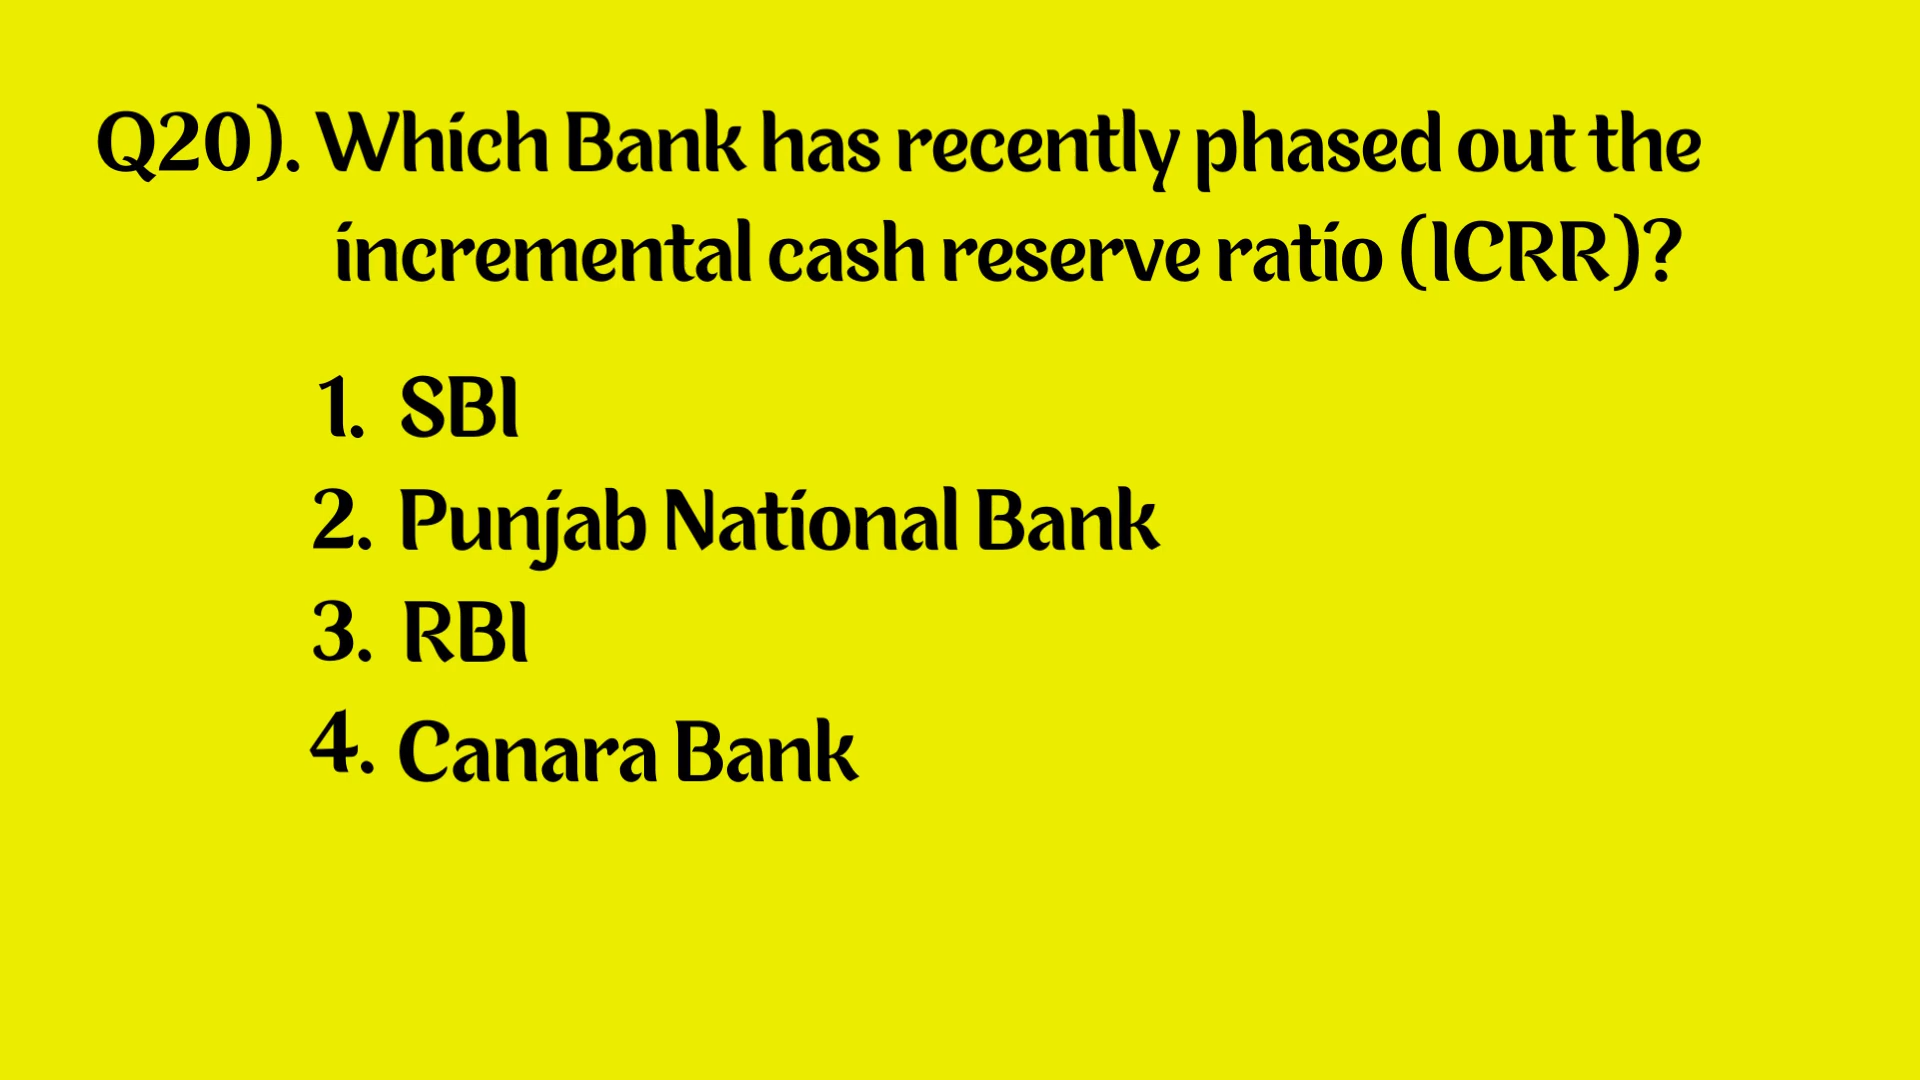 Q20). Which Bank has recently phased out the
incremental cash reserve ratio (ICRR)?
1. SBI
2. Punjab National Bank
3. RBI
4. Canara Bank